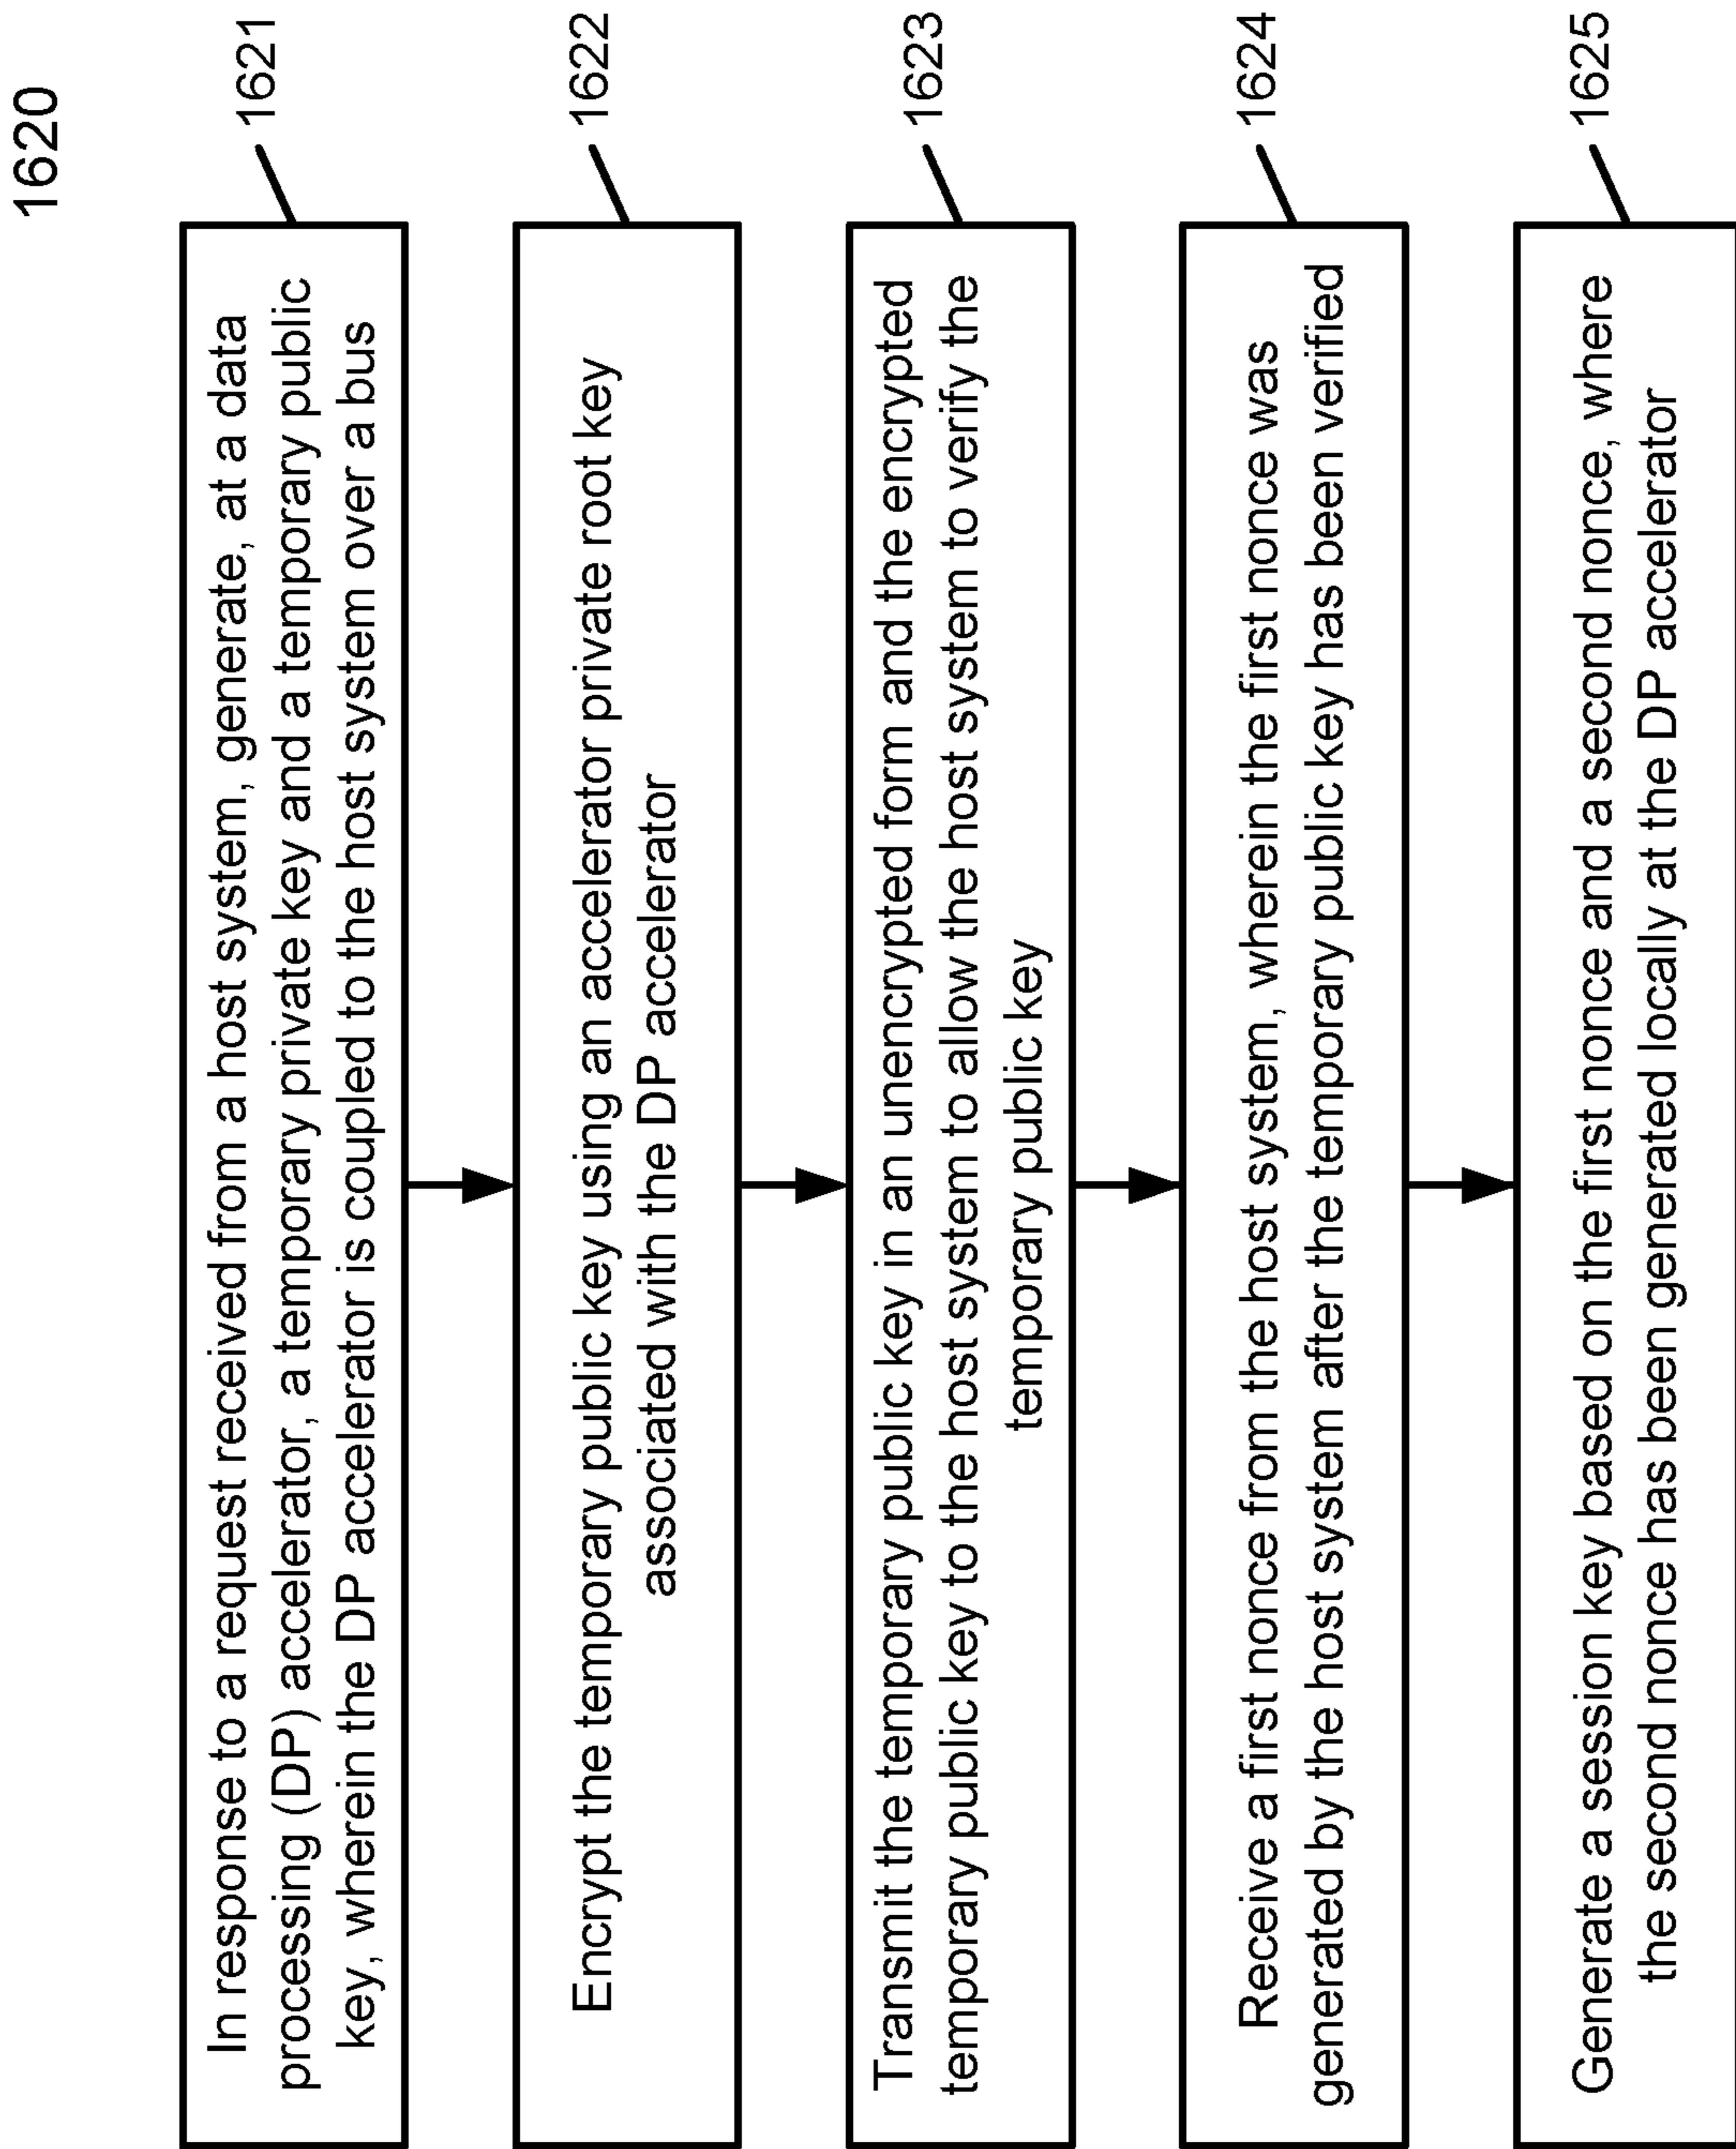 1620
In response to a request received from a host system, generate, at a data
processing (DP) accelerator, a temporary private key and a temporary public
key, wherein the DP accelerator is coupled to the host system over a bus
1621
Encrypt the temporary public key using an accelerator private root key
associated with the DP accelerator
1622
Transmit the temporary public key in an unencrypted form and the encrypted
temporary public key to the host system to allow the host system to verify the
temporary public key
1623
Receive a first nonce from the host system, wherein the first nonce was
generated by the host system after the temporary public key has been verified
1624
Generate a session key based on the first nonce and a second nonce, where
the second nonce has been generated locally at the DP accelerator
1625